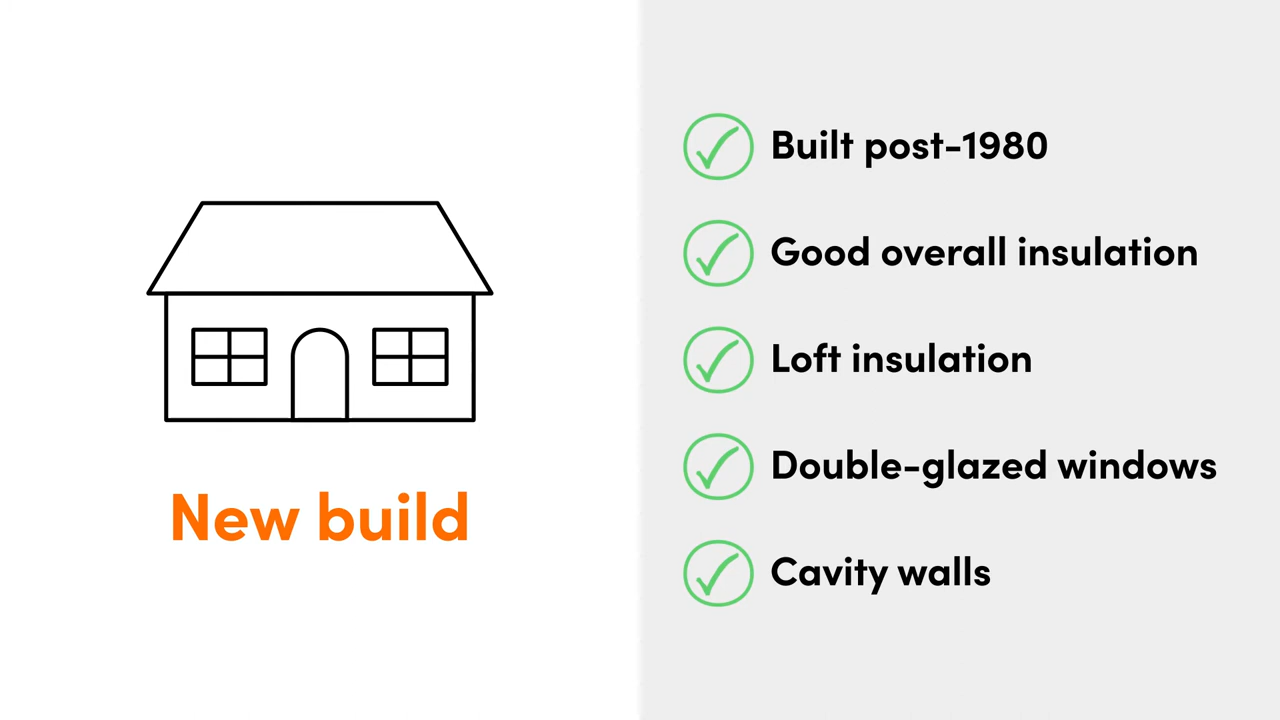 New build
Built post-1980
Good overall insulation
Loft insulation
Double-glazed windows
Cavity walls